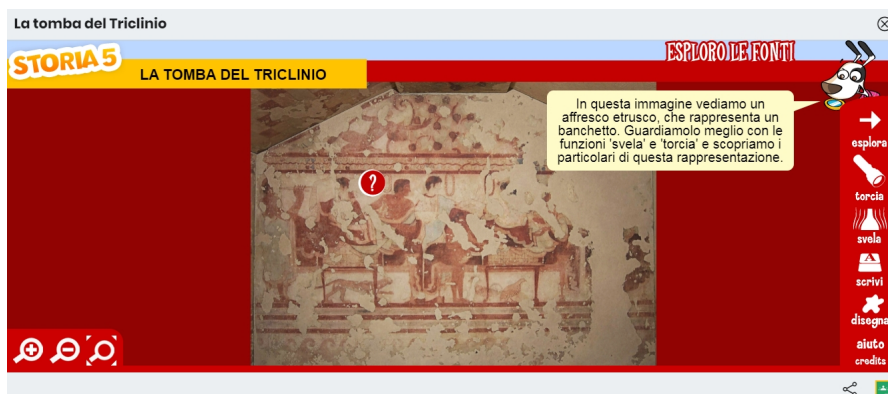 La tomba del Triclinio
STORIA 5
LA TOMBA DEL TRICLINIO
ESPLORO LE FONTI
In questa immagine vediamo un
affresco etrusco, che rappresenta un
banchetto. Guardiamolo meglio con le
funzioni 'svela' e 'torcia' e scopriamo i
particolari di questa rappresentazione.
?
esplora
torcia
svela
A
scrivi
disegna
aiuto
credits